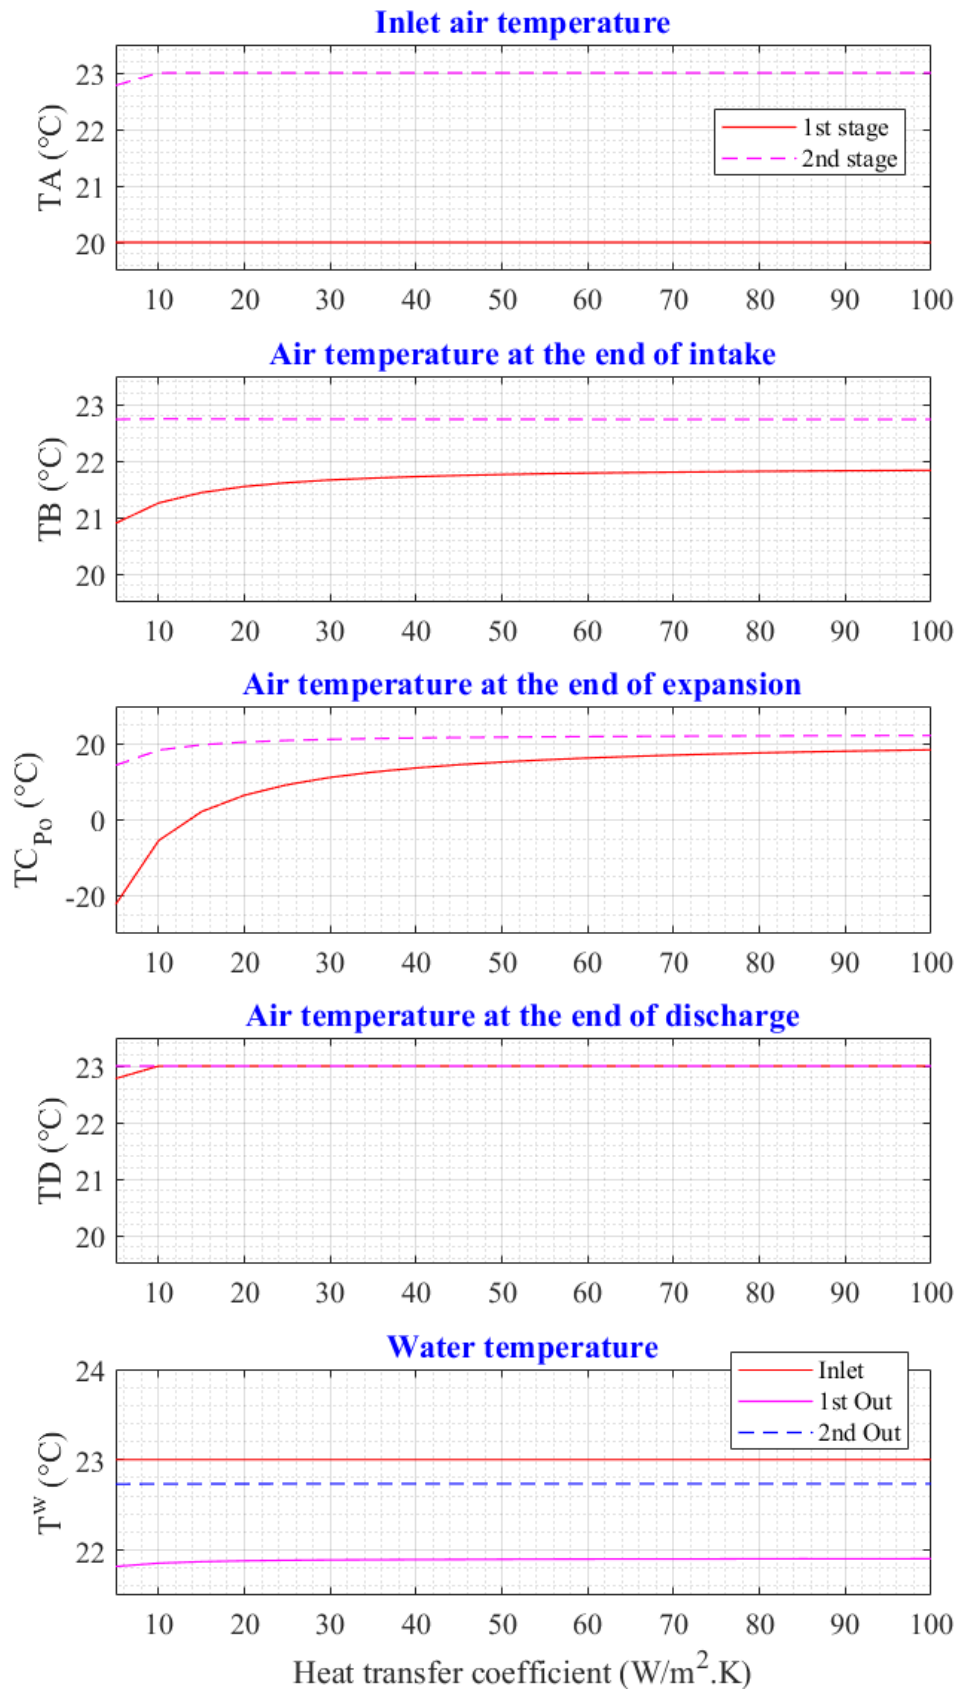 Inlet air temperature
TA (°C)
23
22
21
20
1st stage
2nd stage
10 20 30 40 50 60 70 80 90 100
Air temperature at the end of intake
TB (°C)
23
22
21
20
10 20 30 40 50 60 70 80 90 100
Air temperature at the end of expansion
TC_Po (°C)
20
0
-20
10 20 30 40 50 60 70 80 90 100
Air temperature at the end of discharge
TD (°C)
23
22
21
20
10 20 30 40 50 60 70 80 90 100
Water temperature
T^w (°C)
24
23
22
Inlet
1st Out
2nd Out
10 20 30 40 50 60 70 80 90 100
Heat transfer coefficient (W/m².K)